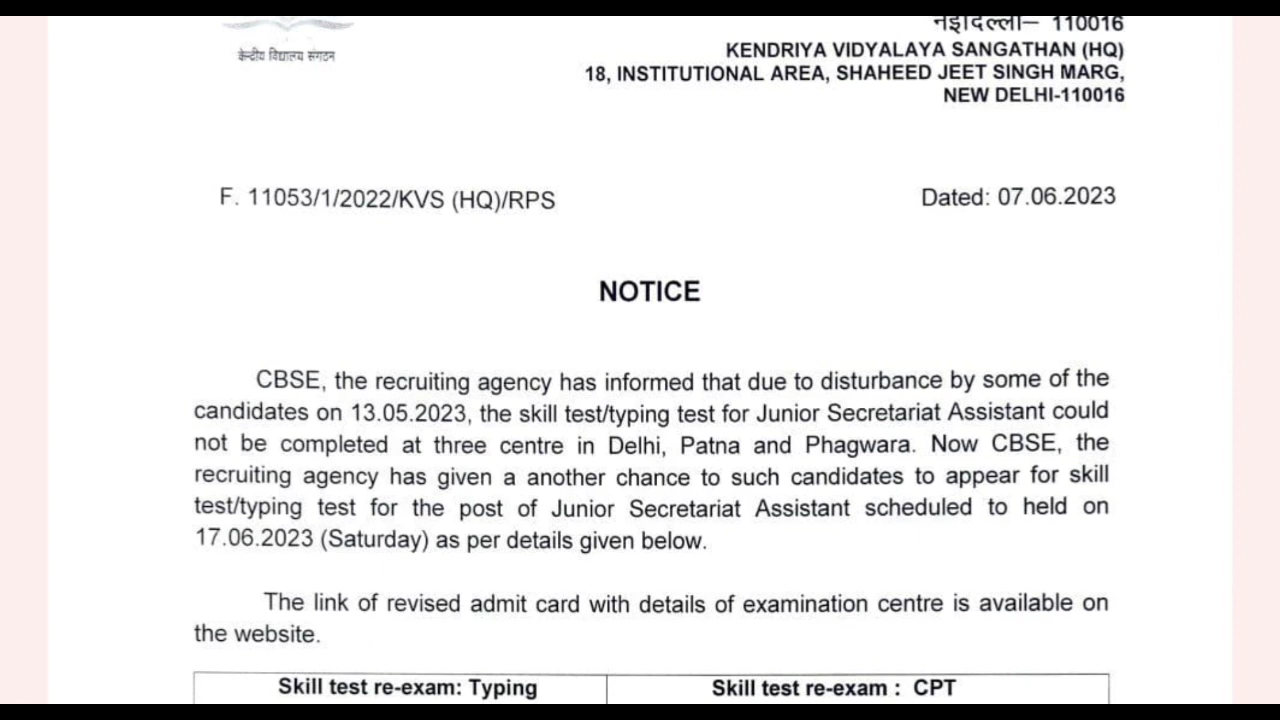 नई दिल्ली– 110016
केन्द्रीय विद्यालय संगठन
KENDRIYA VIDYALAYA SANGATHAN (HQ)
18, INSTITUTIONAL AREA, SHAHEED JEET SINGH MARG,
NEW DELHI-110016
F. 11053/1/2022/KVS (HQ)/RPS
Dated: 07.06.2023
NOTICE
CBSE, the recruiting agency has informed that due to disturbance by some of the
candidates on 13.05.2023, the skill test/typing test for Junior Secretariat Assistant could
not be completed at three centre in Delhi, Patna and Phagwara. Now CBSE, the
recruiting agency has given a another chance to such candidates to appear for skill
test/typing test for the post of Junior Secretariat Assistant scheduled to held on
17.06.2023 (Saturday) as per details given below.
The link of revised admit card with details of examination centre is available on
the website.
Skill test re-exam: Typing
Skill test re-exam : CPT